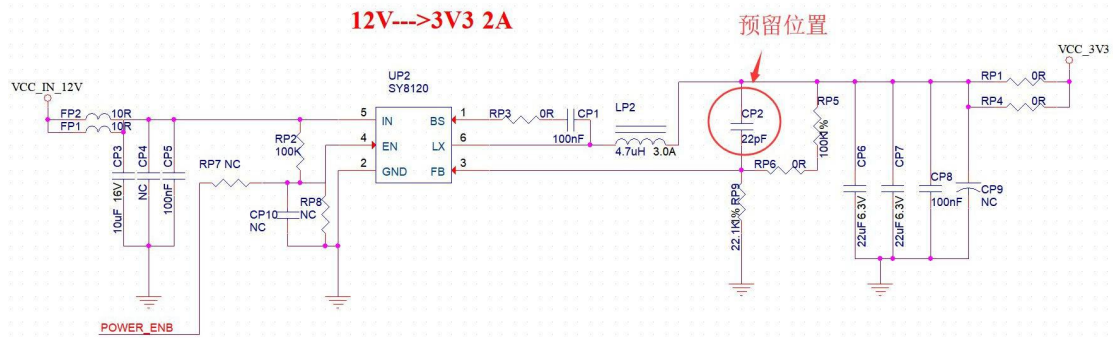 12V--->3V3 2A
预留位置
VCC_IN_12V
FP2 10R
FP1 10R
CP3
10uF 16V
CP4
NC
CP5
100nF
RP2
100K
RP7 NC
CP10
NC
RP8
NC
POWER_ENB
UP2
SY8120
5 IN BS 1
4 EN LX 6
2 GND FB 3
RP3 0R
CP1
100nF
LP2
4.7uH 3.0A
CP2
22pF
RP5
100K1%
RP6 0R
RP9
22.1K1%
CP6
22uF 6.3V
CP7
22uF 6.3V
CP8
100nF
CP9
NC
RP1 0R
RP4 0R
VCC_3V3